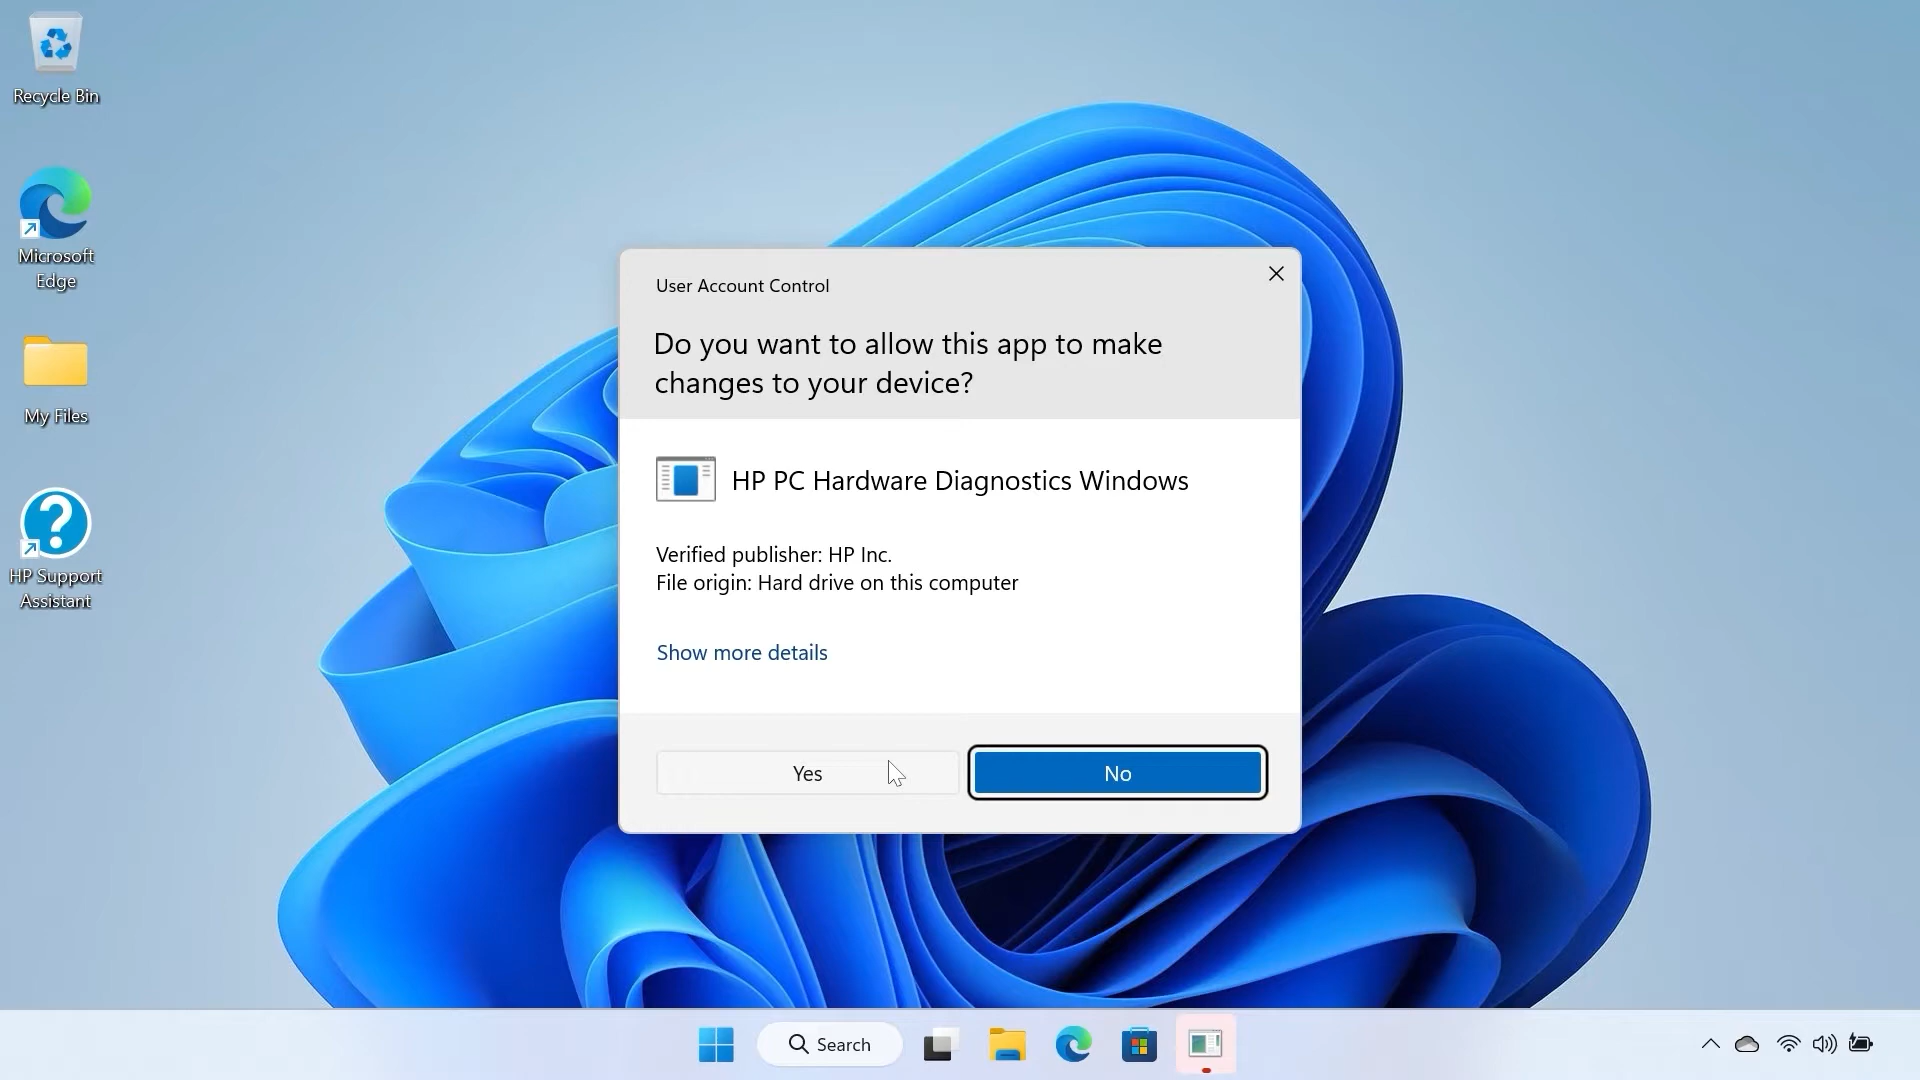 Recycle Bin
Microsoft
Edge
My Files
HP Support
Assistant
User Account Control
Do you want to allow this app to make
changes to your device?
HP PC Hardware Diagnostics Windows
Verified publisher: HP Inc.
File origin: Hard drive on this computer
Show more details
Yes
No
Search